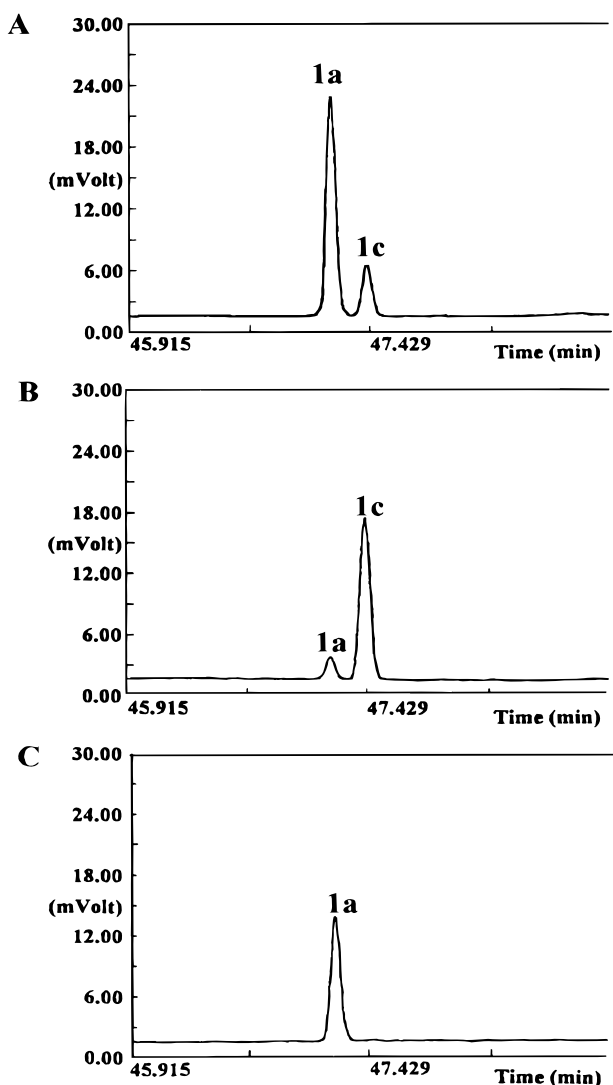 A
30.00
1a
24.00
18.00
(mVolt)
12.00
1c
6.00
0.00
45.915 47.429 Time (min)
B
30.00
24.00
1c
18.00
(mVolt)
12.00
1a
6.00
0.00
45.915 47.429 Time (min)
C
30.00
24.00
18.00
(mVolt)
1a
12.00
6.00
0.00
45.915 47.429 Time (min)